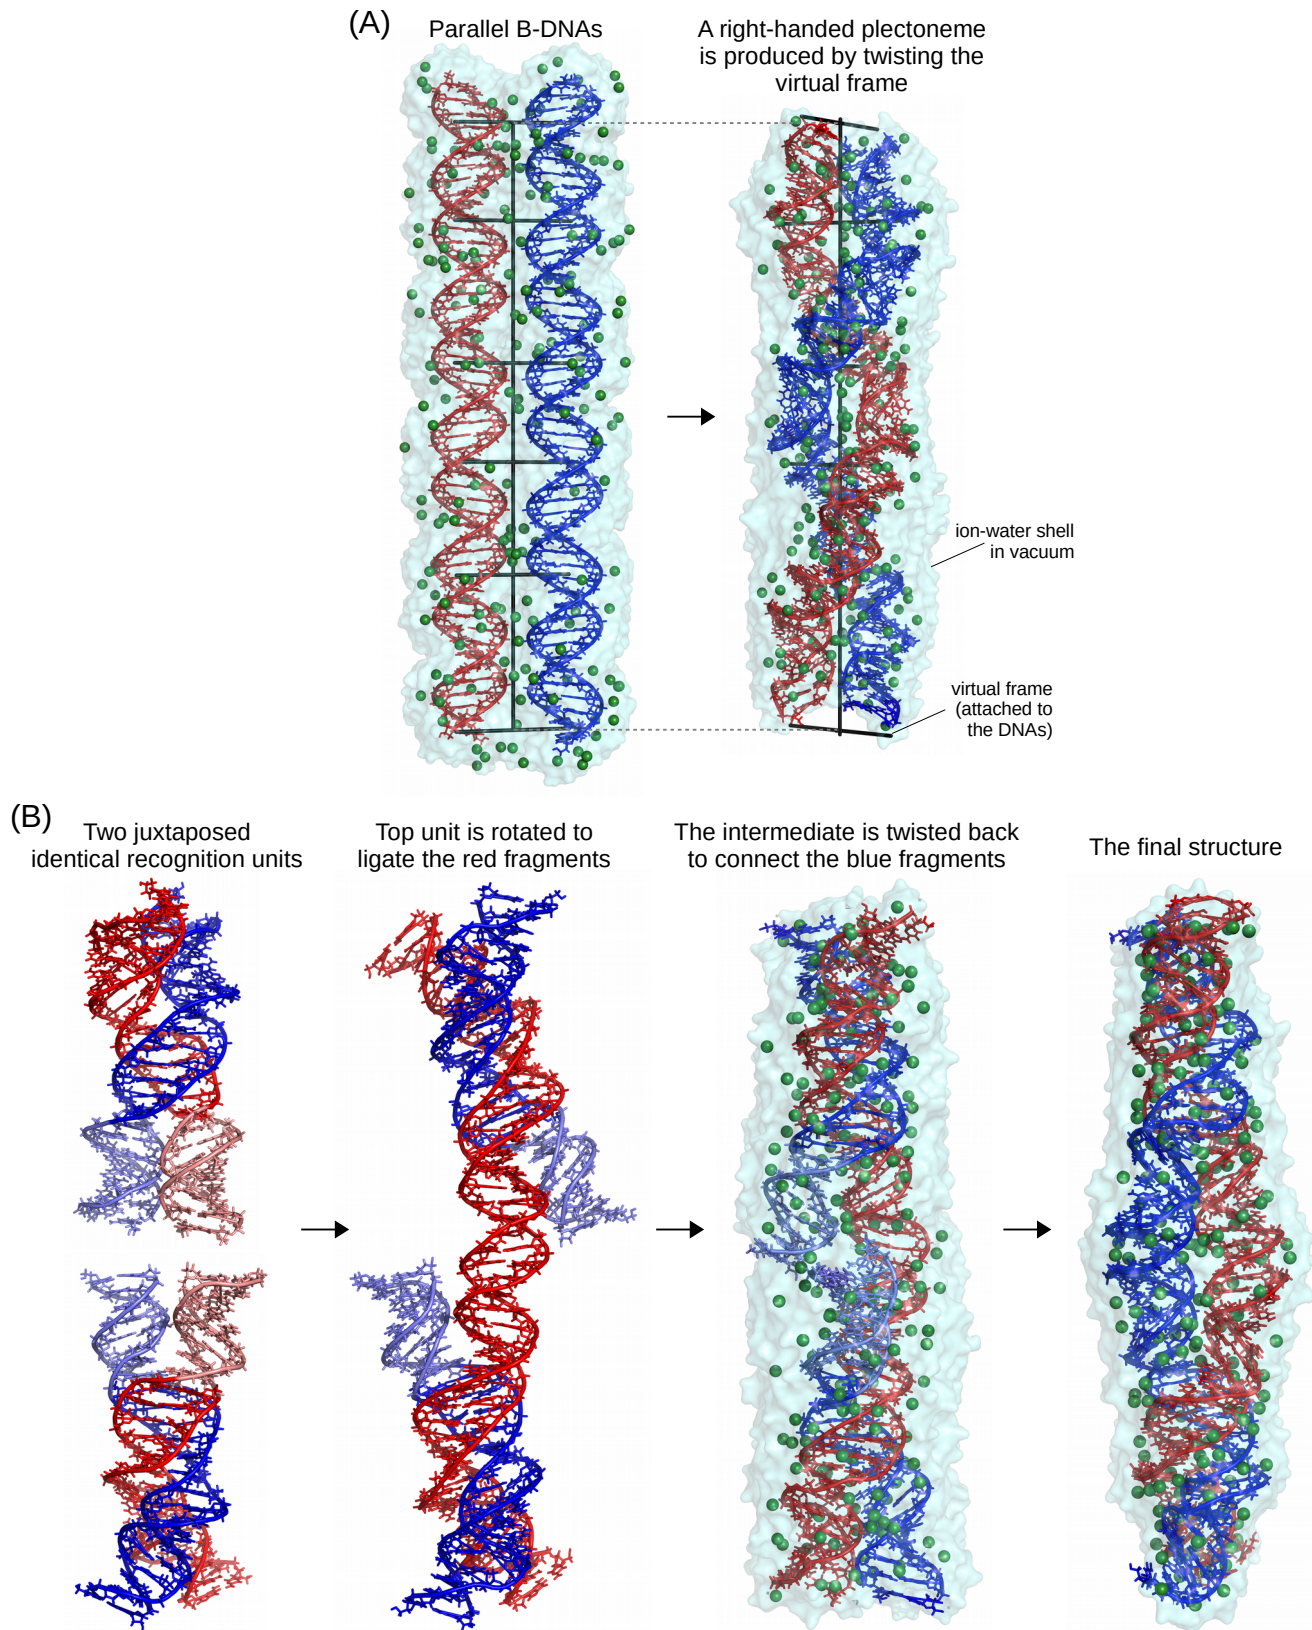 (A)
Parallel B-DNAs
A right-handed plectoneme
is produced by twisting the
virtual frame
ion-water shell
in vacuum
virtual frame
(attached to
the DNAs)
(B)
Two juxtaposed
identical recognition units
Top unit is rotated to
ligate the red fragments
The intermediate is twisted back
to connect the blue fragments
The final structure